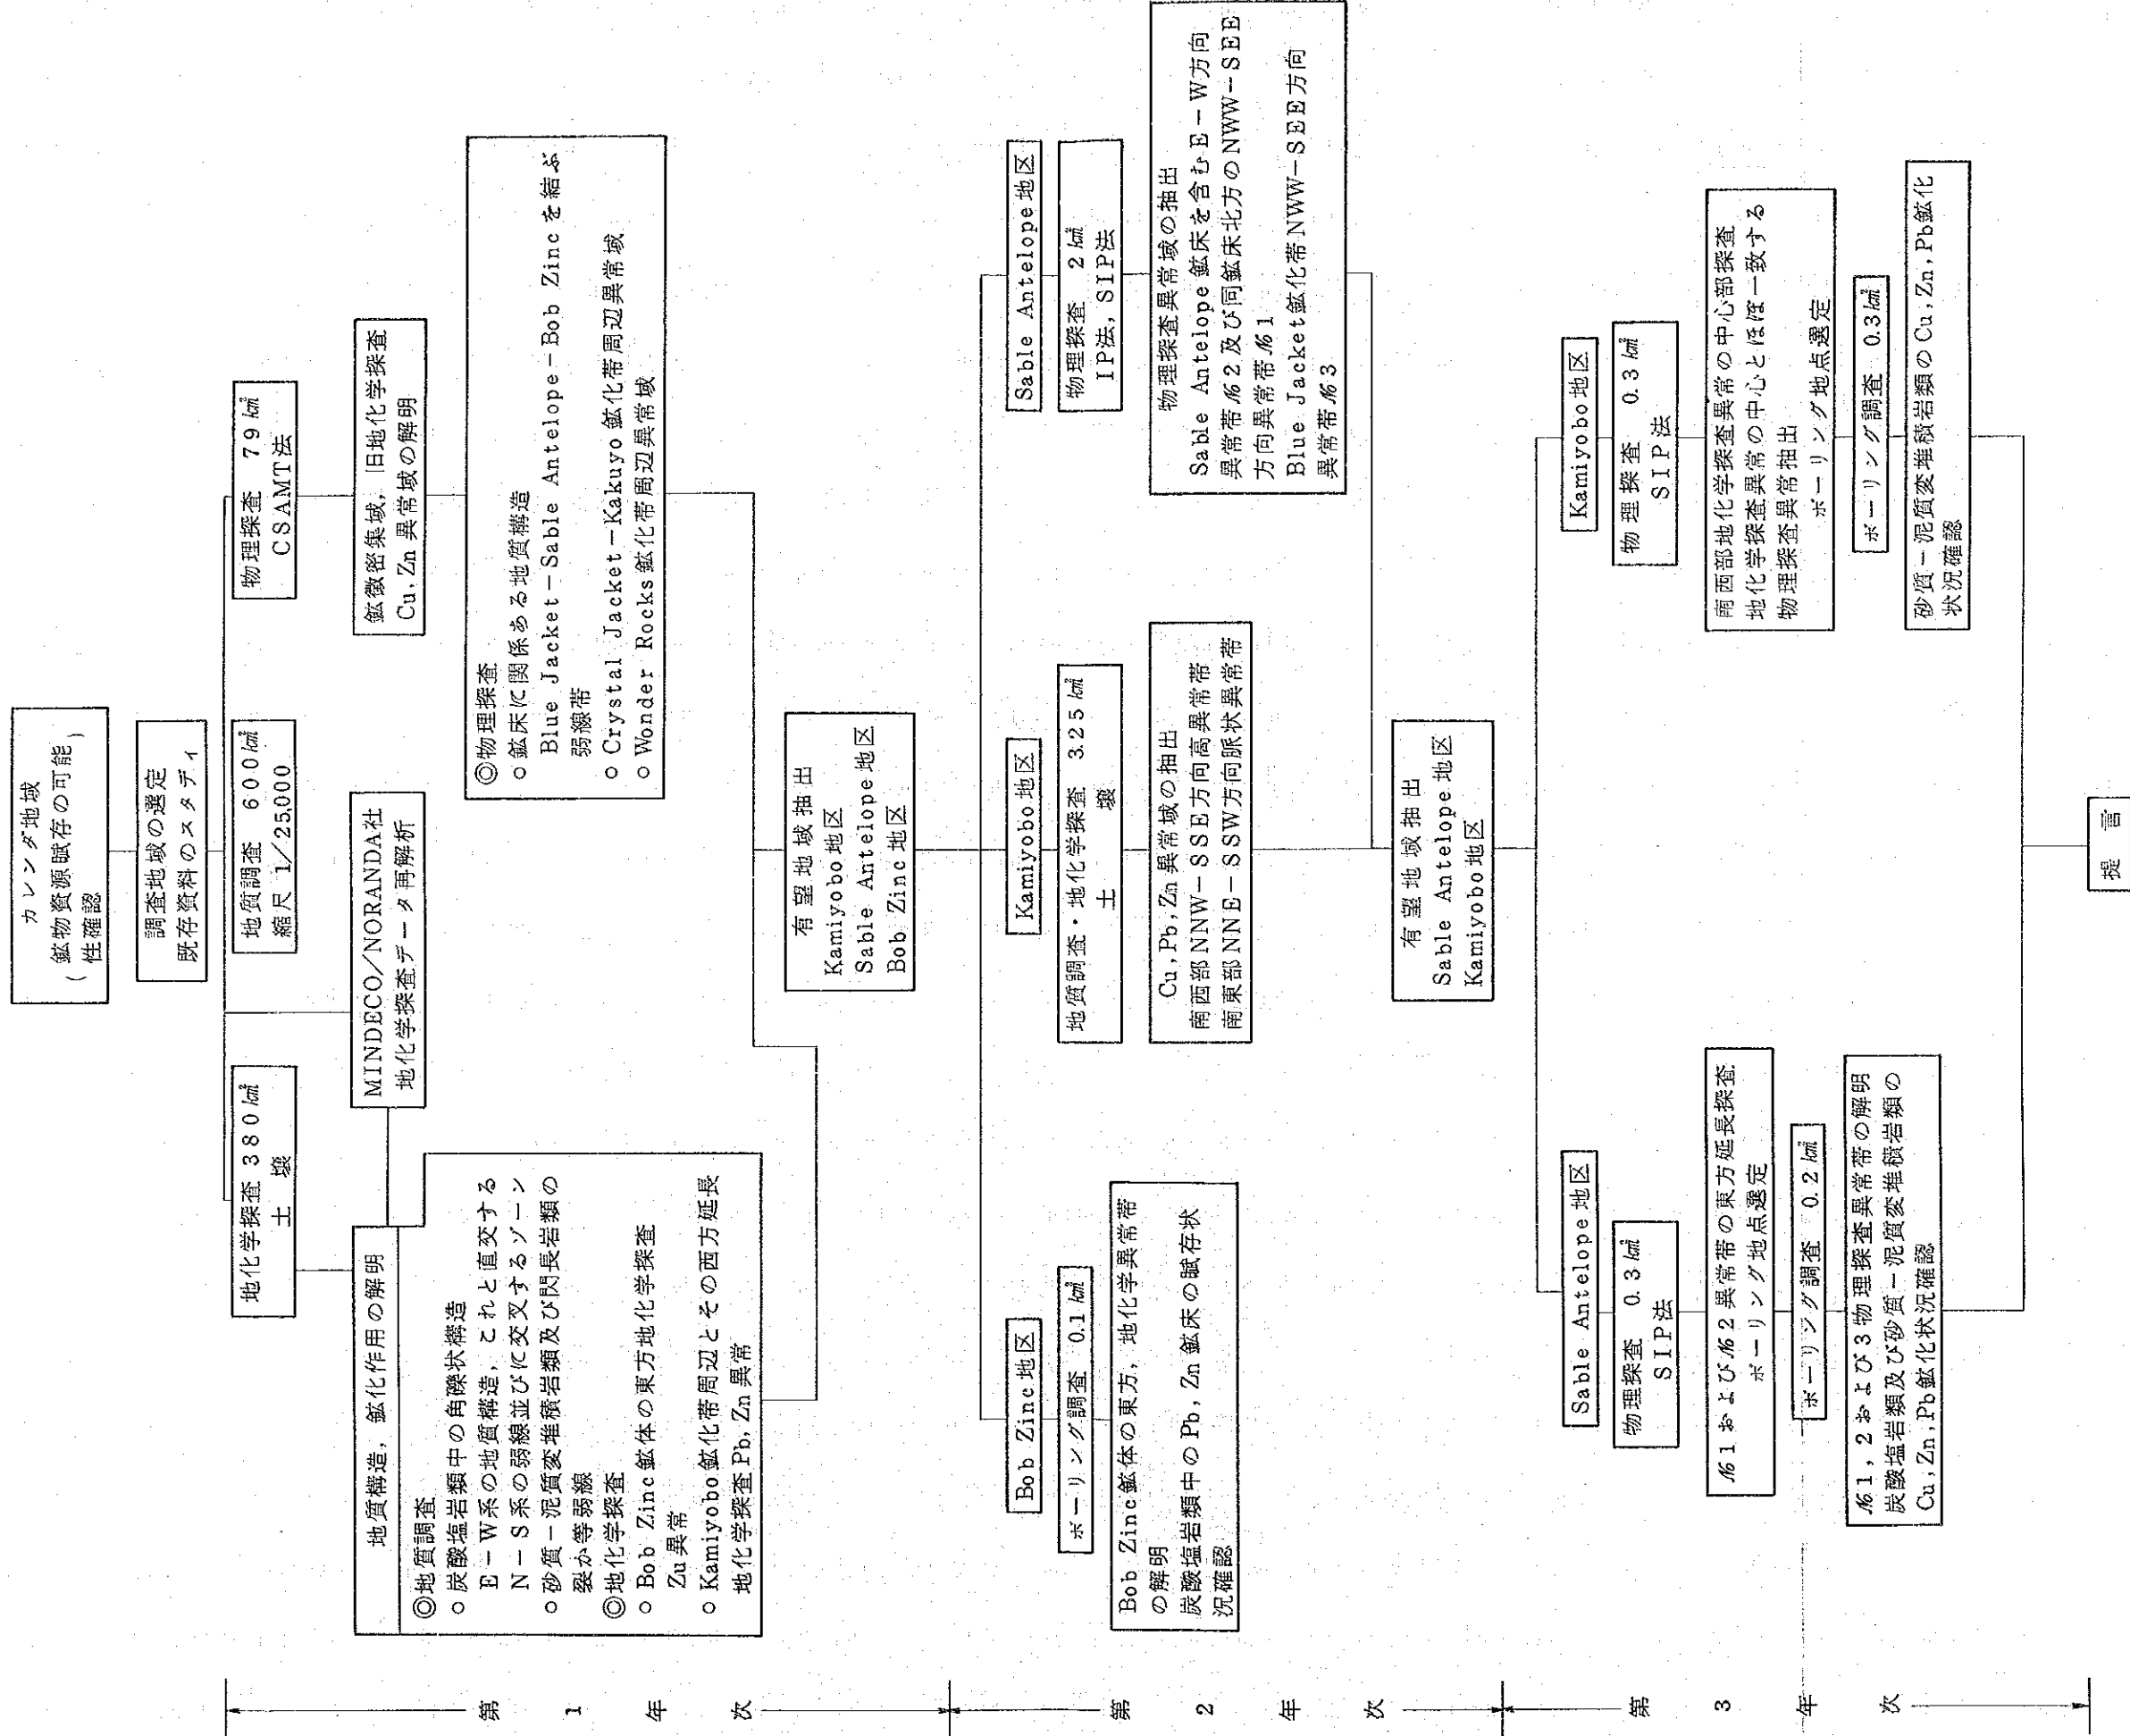 カレンダ地域
(鉱物資源賦存の可能
性確認)
調査地域の選定
既存資料のスタディ
地化学探査 380km²
土壌
地質調査 600km²
縮尺 1/25,000
物理探査 79km²
CSAMT法
MINDECO/NORANDA社
地化学探査データ再解析
鉱徴密集域, 旧地化学探査
Cu, Zn 異常域の解明
地質構造, 鉱化作用の解明
◎地質調査
○ 炭酸塩岩類中の角礫状構造
E-W系の地質構造, これと直交する
N-S系の弱線並びに交叉するゾーン
○ 砂質-泥質変堆積岩類及び閃長岩類の
裂か等弱線
◎地化学探査
○ Bob Zinc鉱体の東方地化学探査
Zu異常
○ Kamiyobo鉱化帯周辺とその西方延長
地化学探査Pb, Zn異常
◎物理探査
○ 鉱床に関係ある地質構造
Blue Jacket-Sable Antelope-Bob Zincを結ぶ
弱線帯
○ Crystal Jacket-Kakuyo鉱化帯周辺異常域
○ Wonder Rocks鉱化帯周辺異常域
有望地域抽出
Kamiyobo地区
Sable Antelope地区
Bob Zinc地区
第1年次
Bob Zinc地区
ボーリング調査 0.1km²
Bob Zinc鉱体の東方, 地化学異常帯
の解明
炭酸塩岩類中のPb, Zn鉱床の賦存状
況確認
Kamiyobo地区
地質調査・地化学探査 3.25km²
土壌
Cu, Pb, Zn異常域の抽出
南西部NNW-SSE方向高異常帯
南東部NNE-SSW方向脈状異常帯
Sable Antelope地区
物理探査 2km²
IP法, SIP法
物理探査異常域の抽出
Sable Antelope鉱床を含むE-W方向
異常帯№2及び同鉱床北方のNWW-SEE
方向異常帯№1
Blue Jacket鉱化帯NWW-SEE方向
異常帯№3
有望地域抽出
Sable Antelope地区
Kamiyobo地区
第2年次
Sable Antelope地区
物理探査 0.3km²
SIP法
№1および№2異常帯の東方延長探査
ボーリング地点選定
ボーリング調査 0.2km²
№1, 2および3物理探査異常帯の解明
炭酸塩岩類及び砂質-泥質変堆積岩類の
Cu, Zn, Pb鉱化状況確認
Kamiyobo地区
物理探査 0.3km²
SIP法
南西部地化学探査異常の中心部探査
地化学探査異常の中心とほぼ一致する
物理探査異常抽出
ボーリング地点選定
ボーリング調査 0.3km²
砂質-泥質変堆積岩類のCu, Zn, Pb鉱化
状況確認
第3年次
提言